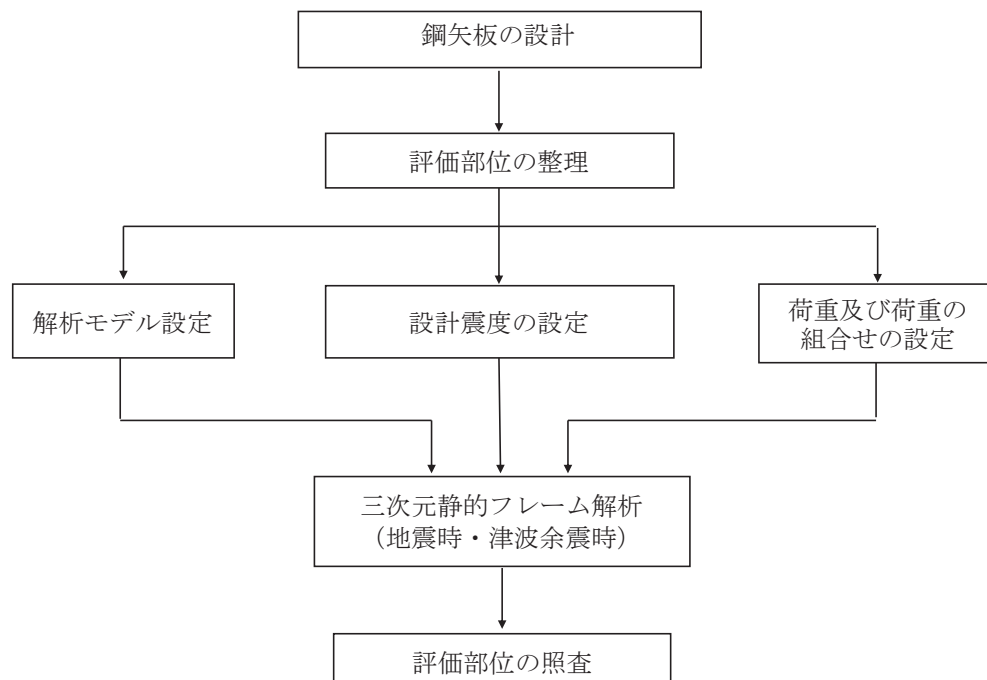 鋼矢板の設計
評価部位の整理
解析モデル設定
設計震度の設定
荷重及び荷重の
組合せの設定
三次元静的フレーム解析
（地震時・津波余震時）
評価部位の照査